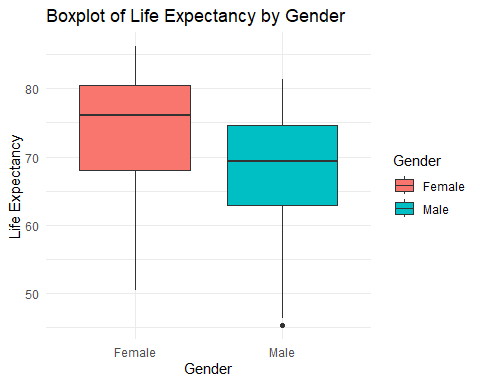 Boxplot of Life Expectancy by Gender
Life Expectancy
80
70
60
50
Female
Male
Gender
Gender
Female
Male